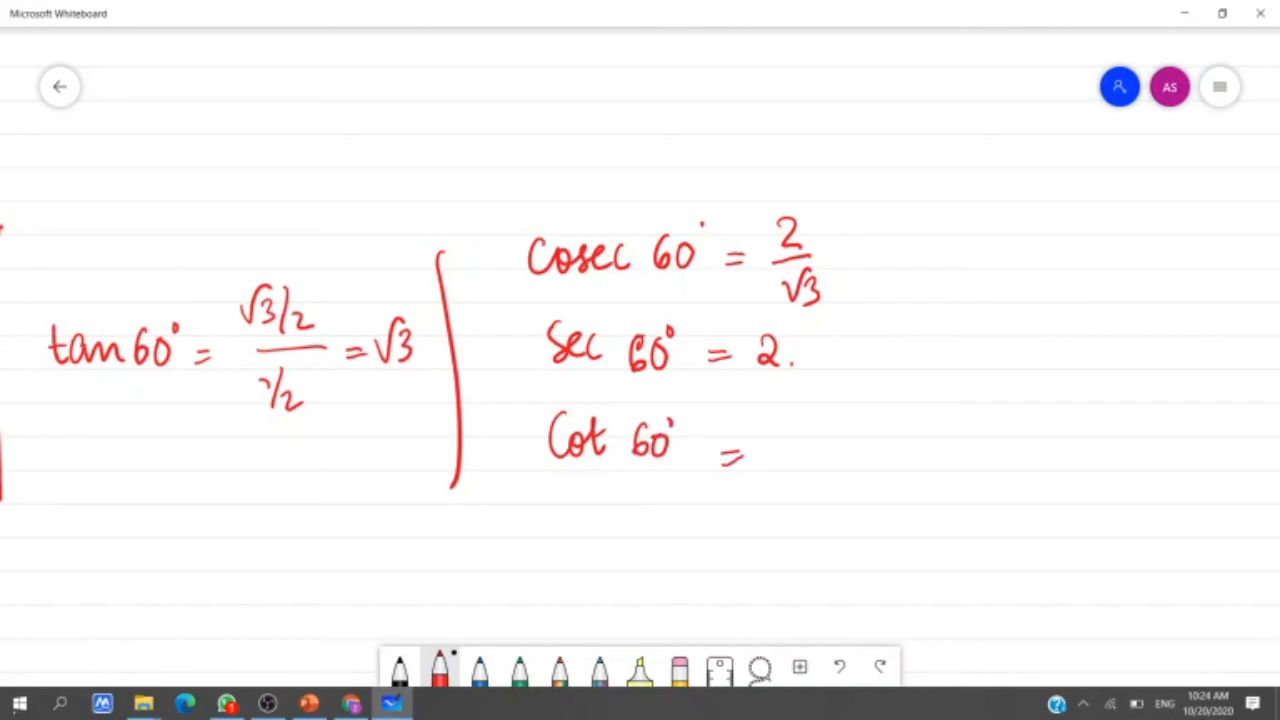 Microsoft Whiteboard
AS
tan 60° = √3/2 / 1/2 = √3
Cosec 60° = 2/√3
Sec 60° = 2.
Cot 60° =
ENG
10:24 AM
10/20/2020